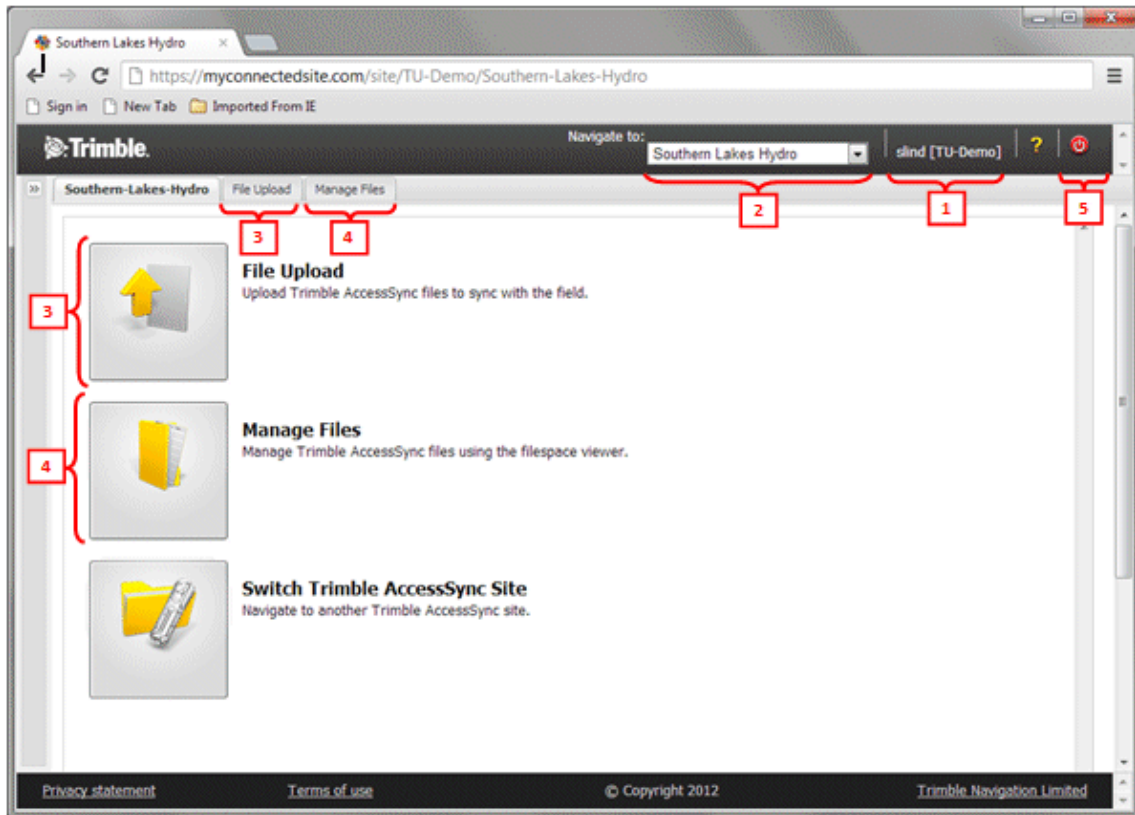 Southern Lakes Hydro
https://myconnectedsite.com/site/TU-Demo/Southern-Lakes-Hydro
Sign in New Tab Imported From IE
Trimble. Navigate to: Southern Lakes Hydro slind [TU-Demo] ?
2 1 5
Southern-Lakes-Hydro File Upload Manage Files
3 4
3
File Upload
Upload Trimble AccessSync files to sync with the field.
4
Manage Files
Manage Trimble AccessSync files using the filespace viewer.
Switch Trimble AccessSync Site
Navigate to another Trimble AccessSync site.
Privacy statement Terms of use © Copyright 2012 Trimble Navigation Limited